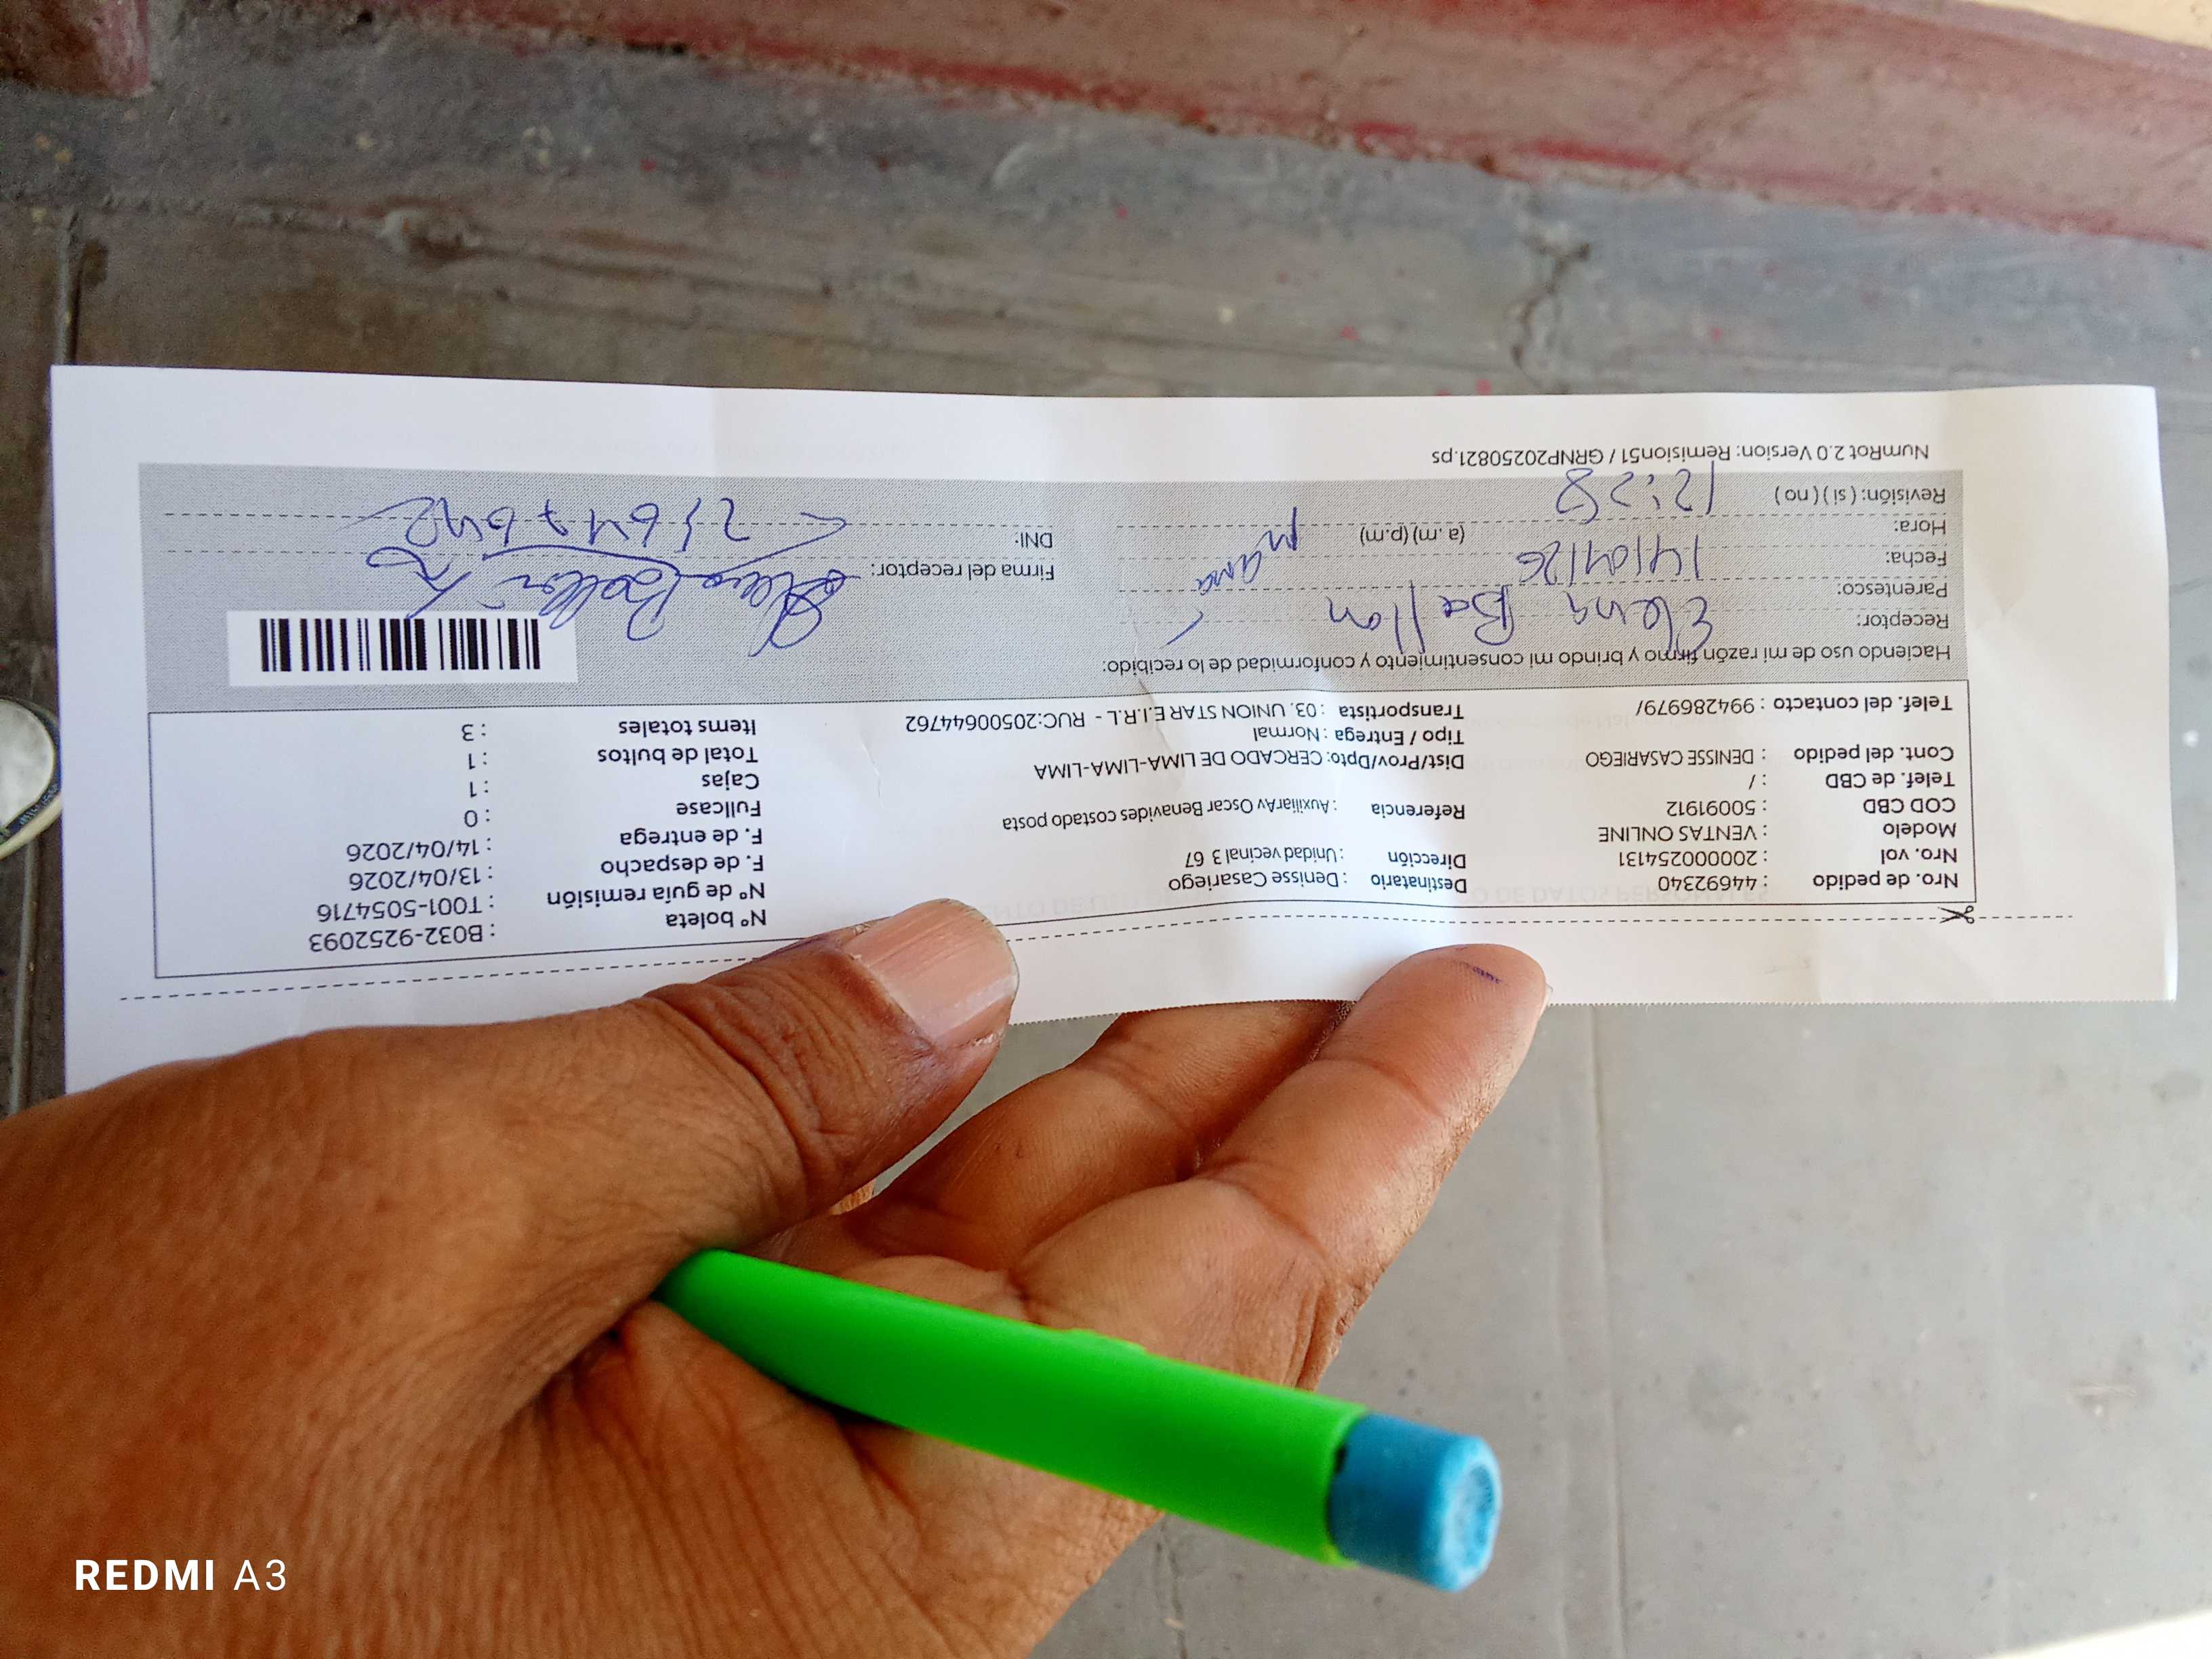 Nro. de pedido : 44692340
Nro. vol : 20000254131
Modelo : VENTAS ONLINE
COD CBD : 50091912
Telef. de CBD : /
Cont. del pedido : DENISSE CASARIEGO
Telef. del contacto : 994286979/
Destinatario : Denisse Casariego
Dirección : Unidad vecinal 3 67
Referencia : AuxiliarAv Oscar Benavides costado posta
Dist/Prov/Dpto: CERCADO DE LIMA-LIMA-LIMA
Tipo / Entrega : Normal
Transportista : 03. UNION STAR E.I.R.L - RUC:20500644762
N° boleta : B032-9252093
N° de guía remisión : T001-5054716
F. de despacho : 13/04/2026
F. de entrega : 14/04/2026
Fullcase : 0
Cajas : 1
Total de bultos : 1
Items totales : 3
Haciendo uso de mi razón firmo y brindo mi consentimiento y conformidad de lo recibido:
Receptor: Elena Ballon
Parentesco: mama
Fecha: 14/04/26
Hora: 12:28 (a. m) (p.m)
Revisión: ( si ) ( no )
Firma del receptor:
DNI:
NumRot 2.0 Version: Remision51 / GRNP20250821.ps
REDMI A3